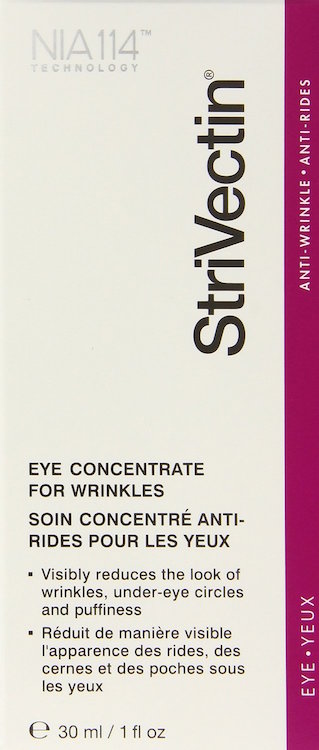 NIA114™
TECHNOLOGY
StriVectin®
ANTI-WRINKLE • ANTI-RIDES
EYE CONCENTRATE
FOR WRINKLES
SOIN CONCENTRÉ ANTI-
RIDES POUR LES YEUX
▪ Visibly reduces the look of
wrinkles, under-eye circles
and puffiness
▪ Réduit de manière visible
l'apparence des rides, des
cernes et des poches sous
les yeux
℮ 30 ml / 1 fl oz
EYE • YEUX